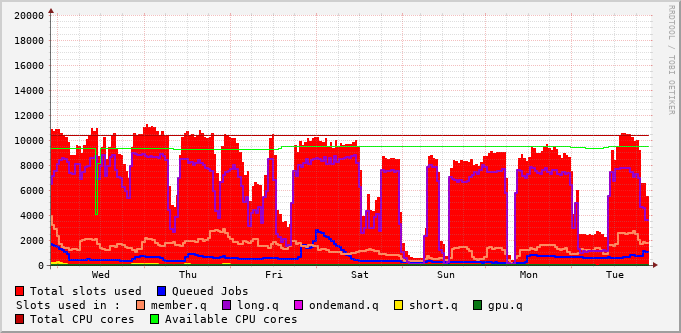 RRDTOOL / TOBI OETIKER
20000
18000
16000
14000
12000
10000
8000
6000
4000
2000
0
Wed Thu Fri Sat Sun Mon Tue
Total slots used Queued Jobs
Slots used in : member.q long.q ondemand.q short.q gpu.q
Total CPU cores Available CPU cores